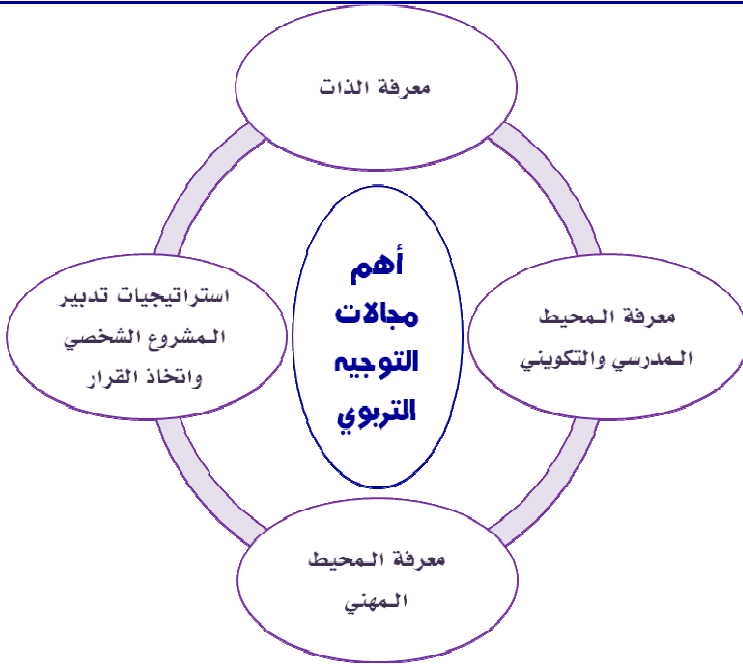 معرفة الذات
أهم
مجالات
التوجيه
التربوي
معرفة المحيط
المدرسي والتكويني
معرفة المحيط
المهني
استراتيجيات تدبير
المشروع الشخصي
واتخاذ القرار